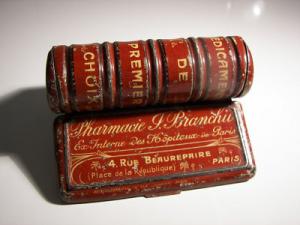 MEDICAMENTS
DE
PREMIER
CHOIX
Pharmacie J. Branchu
Ex-Interne des Hôpitaux de Paris
4, RUE BEAUREPAIRE
(Place de la République) PARIS